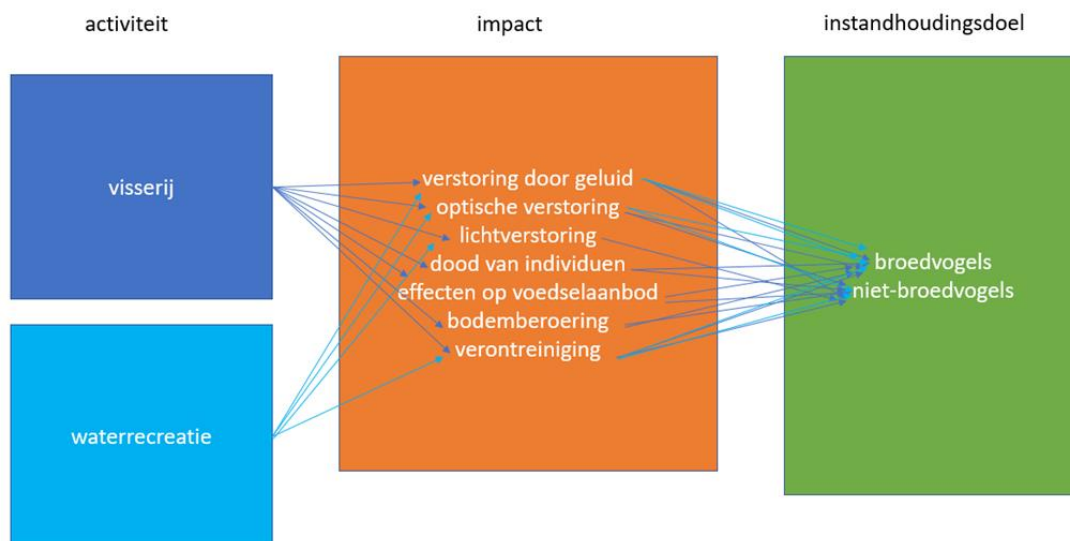 activiteit
impact
instandhoudingsdoel
visserij
waterrecreatie
verstoring door geluid
optische verstoring
lichtverstoring
dood van individuen
effecten op voedselaanbod
bodemberoering
verontreiniging
broedvogels
niet-broedvogels